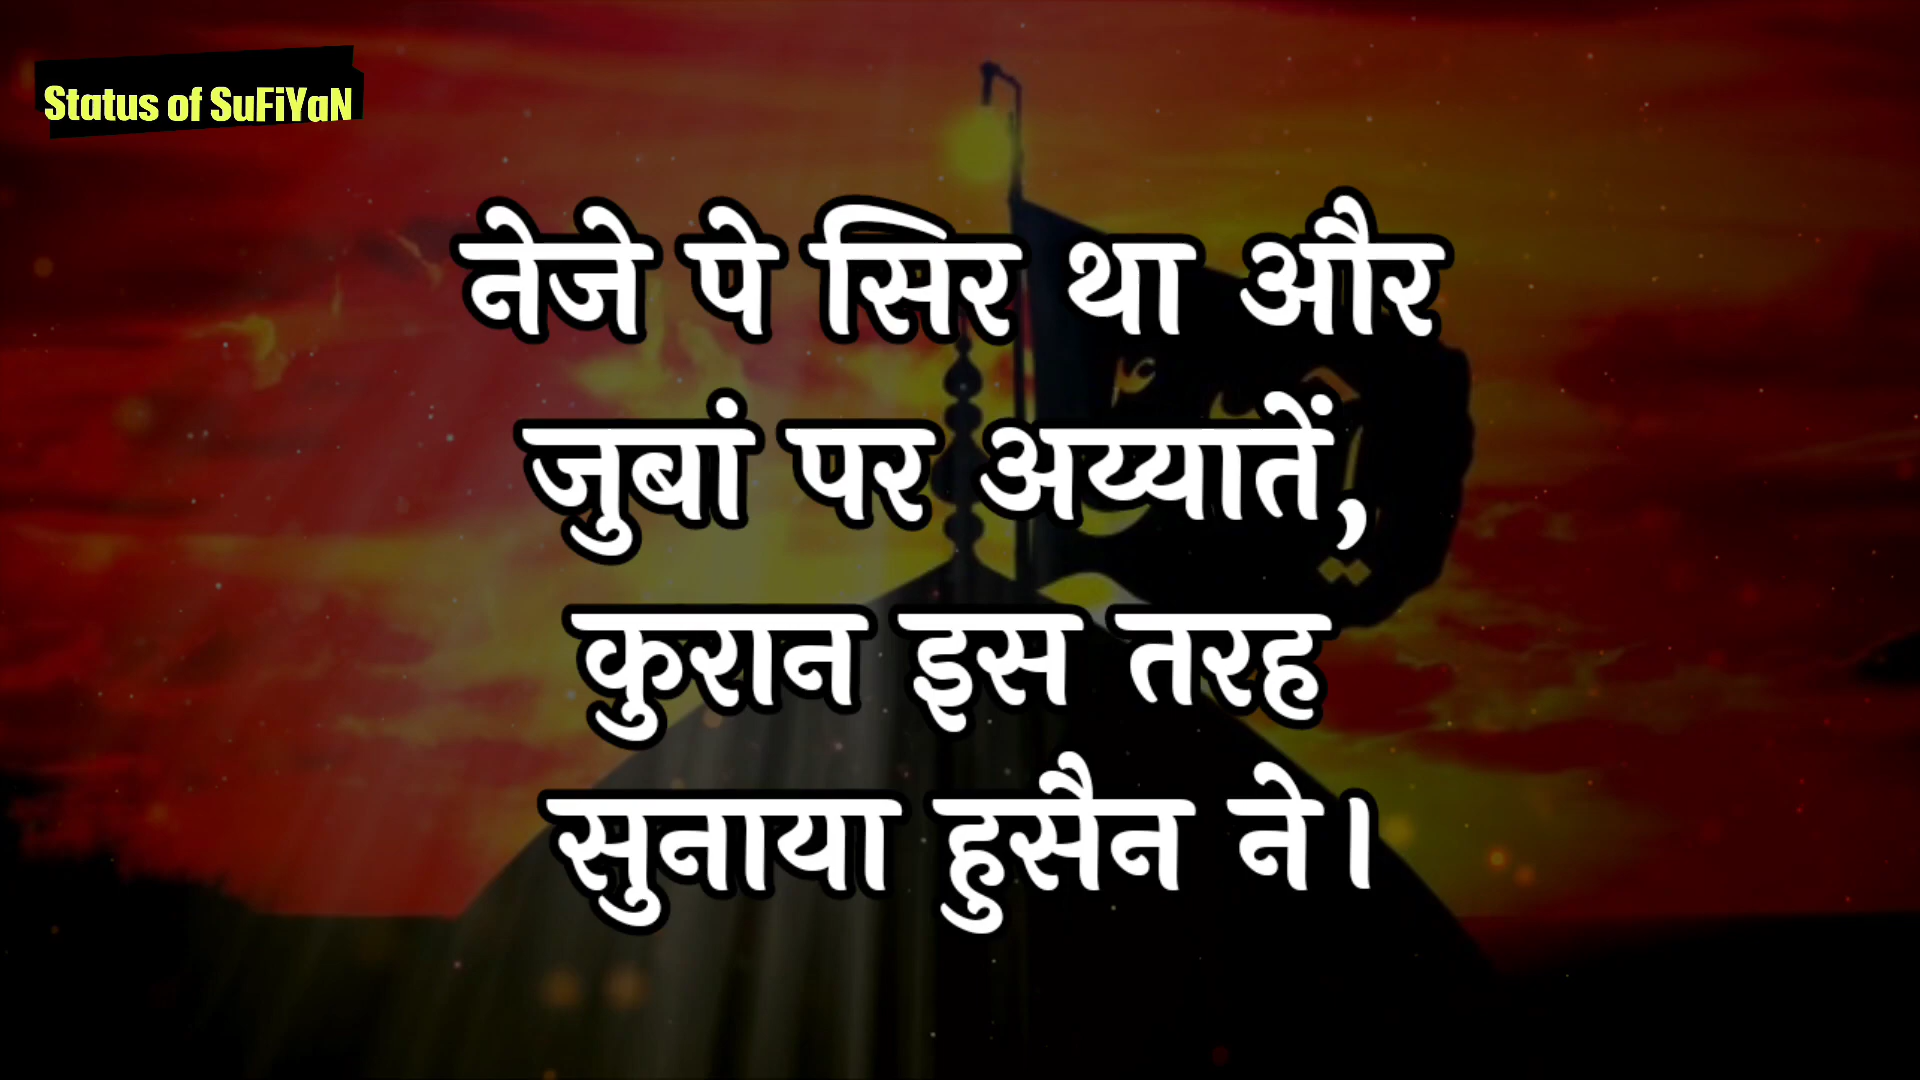 Status of SuFiYaN
नेजे पे सिर था और
जुबां पर अय्यातें,
कुरान इस तरह
सुनाया हुसैन ने।